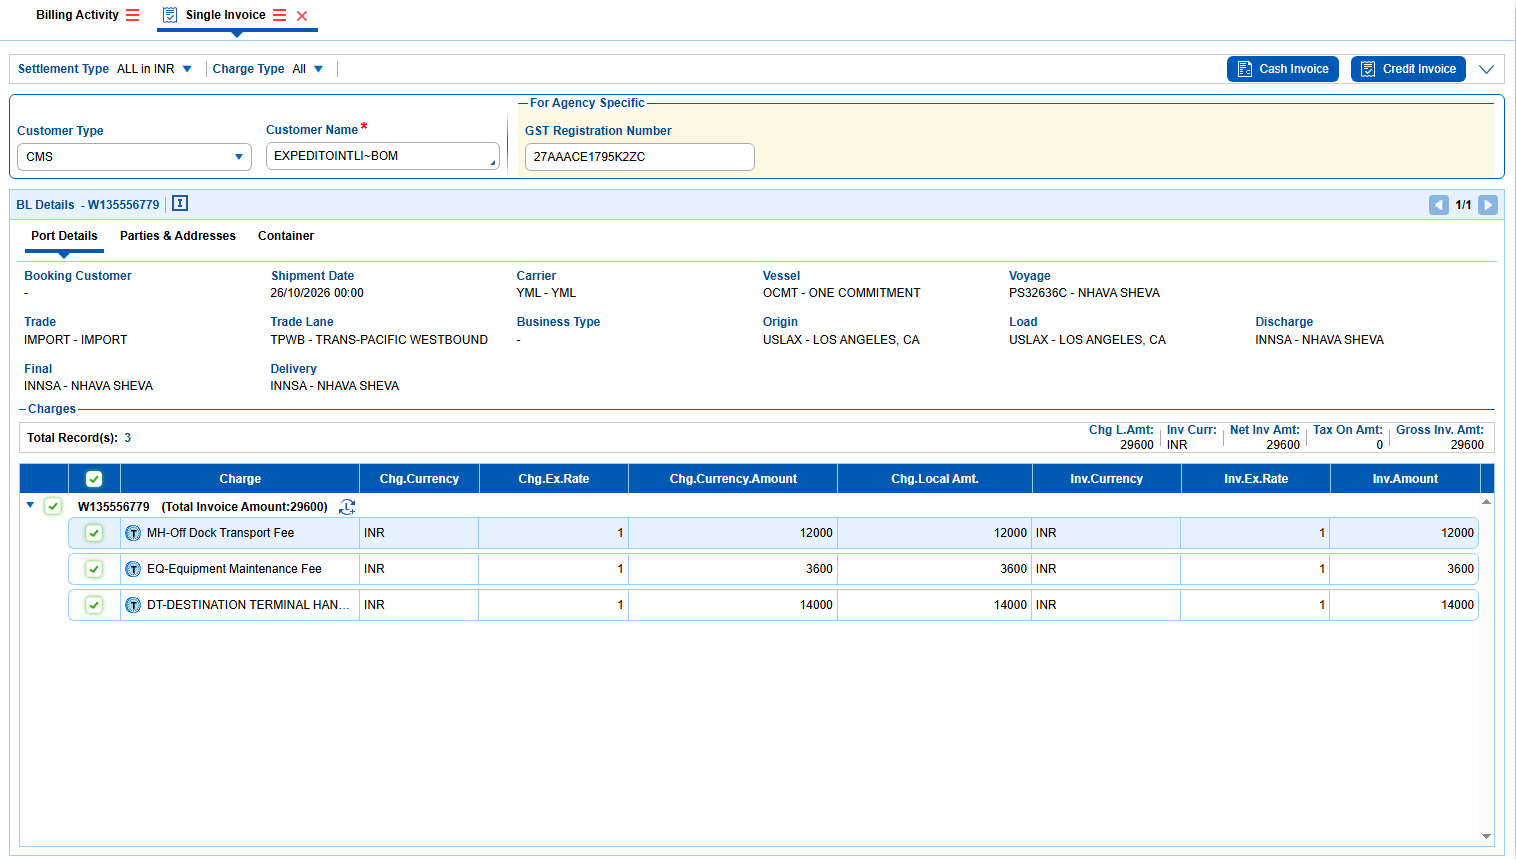 Billing Activity
Single Invoice
Settlement Type ALL in INR Charge Type All
Cash Invoice Credit Invoice
For Agency Specific
Customer Type Customer Name * GST Registration Number
CMS EXPEDITOINTLI~BOM 27AAACE1795K2ZC
BL Details - W135556779 1/1
Port Details Parties & Addresses Container
Booking Customer Shipment Date Carrier Vessel Voyage
- 26/10/2026 00:00 YML - YML OCMT - ONE COMMITMENT PS32636C - NHAVA SHEVA
Trade Trade Lane Business Type Origin Load Discharge
IMPORT - IMPORT TPWB - TRANS-PACIFIC WESTBOUND - USLAX - LOS ANGELES, CA USLAX - LOS ANGELES, CA INNSA - NHAVA SHEVA
Final Delivery
INNSA - NHAVA SHEVA INNSA - NHAVA SHEVA
Charges
Total Record(s): 3
Chg L.Amt: Inv Curr: Net Inv Amt: Tax On Amt: Gross Inv. Amt:
29600 INR 29600 0 29600
Charge Chg.Currency Chg.Ex.Rate Chg.Currency.Amount Chg.Local Amt. Inv.Currency Inv.Ex.Rate Inv.Amount
W135556779 (Total Invoice Amount:29600)
T MH-Off Dock Transport Fee INR 1 12000 12000 INR 1 12000
T EQ-Equipment Maintenance Fee INR 1 3600 3600 INR 1 3600
T DT-DESTINATION TERMINAL HAN... INR 1 14000 14000 INR 1 14000